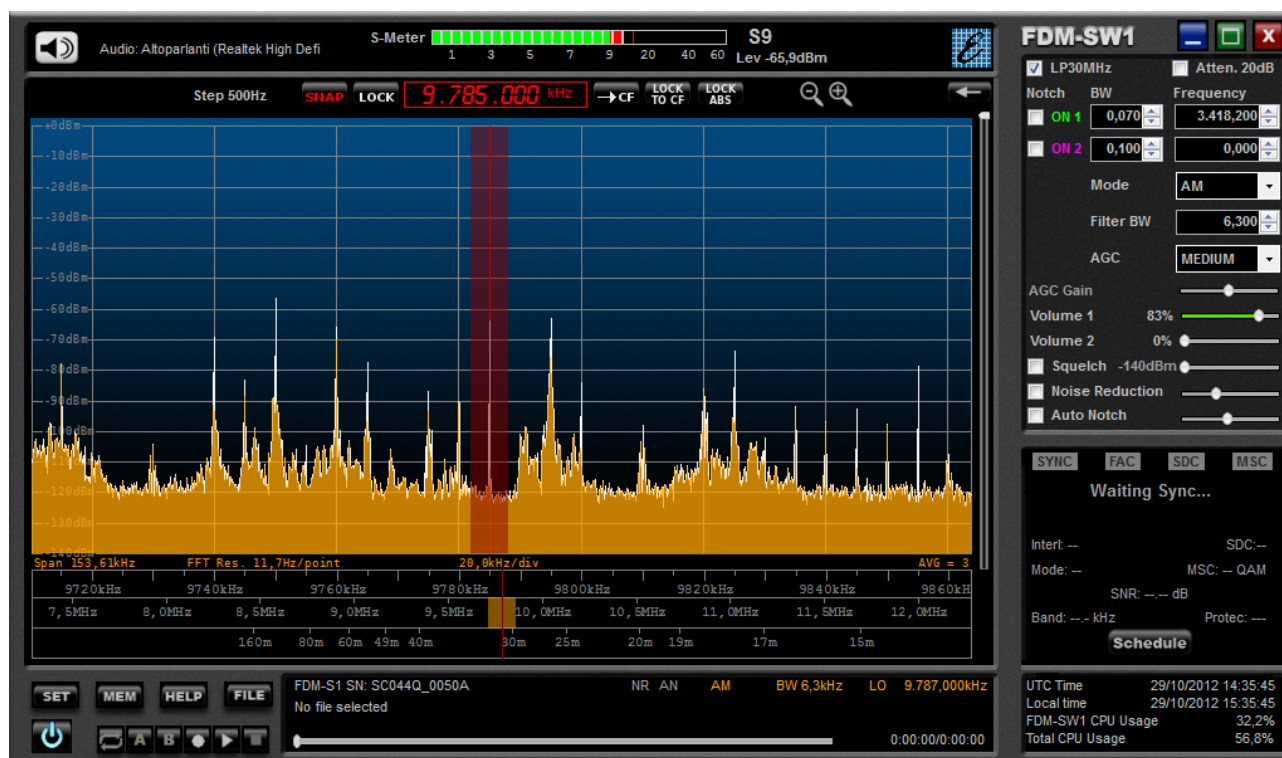 Audio: Altoparlanti (Realtek High Defi
S-Meter
1 3 5 7 9 20 40 60
S9
Lev -65,9dBm
Step 500Hz SNAP LOCK 9.785,000 kHz →CF LOCK TO CF LOCK ABS
+0dBm
-10dBm
-20dBm
-30dBm
-40dBm
-50dBm
-60dBm
-70dBm
-80dBm
-90dBm
-100dBm
-110dBm
-120dBm
-130dBm
-140dBm
Span 153,61kHz FFT Res. 11,7Hz/point 20,0kHz/div AVG = 3
9720kHz 9740kHz 9760kHz 9780kHz 9800kHz 9820kHz 9840kHz 9860kH
7,5MHz 8,0MHz 8,5MHz 9,0MHz 9,5MHz 10,0MHz 10,5MHz 11,0MHz 11,5MHz 12,0MHz
160m 80m 60m 49m 40m 30m 25m 20m 19m 17m 15m
SET MEM HELP FILE
A B
FDM-S1 SN: SC044Q_0050A NR AN AM BW 6,3kHz LO 9.787,000kHz
No file selected
0:00:00/0:00:00
FDM-SW1 X
LP30MHz Atten. 20dB
Notch BW Frequency
ON 1 0,070 3.418,200
ON 2 0,100 0,000
Mode AM
Filter BW 6,300
AGC MEDIUM
AGC Gain
Volume 1 83%
Volume 2 0%
Squelch -140dBm
Noise Reduction
Auto Notch
SYNC FAC SDC MSC
Waiting Sync...
Interl: -- SDC:--
Mode: -- MSC: -- QAM
SNR: --.-- dB
Band: --.- kHz Protec: ---
Schedule
UTC Time 29/10/2012 14:35:45
Local time 29/10/2012 15:35:45
FDM-SW1 CPU Usage 32,2%
Total CPU Usage 56,8%